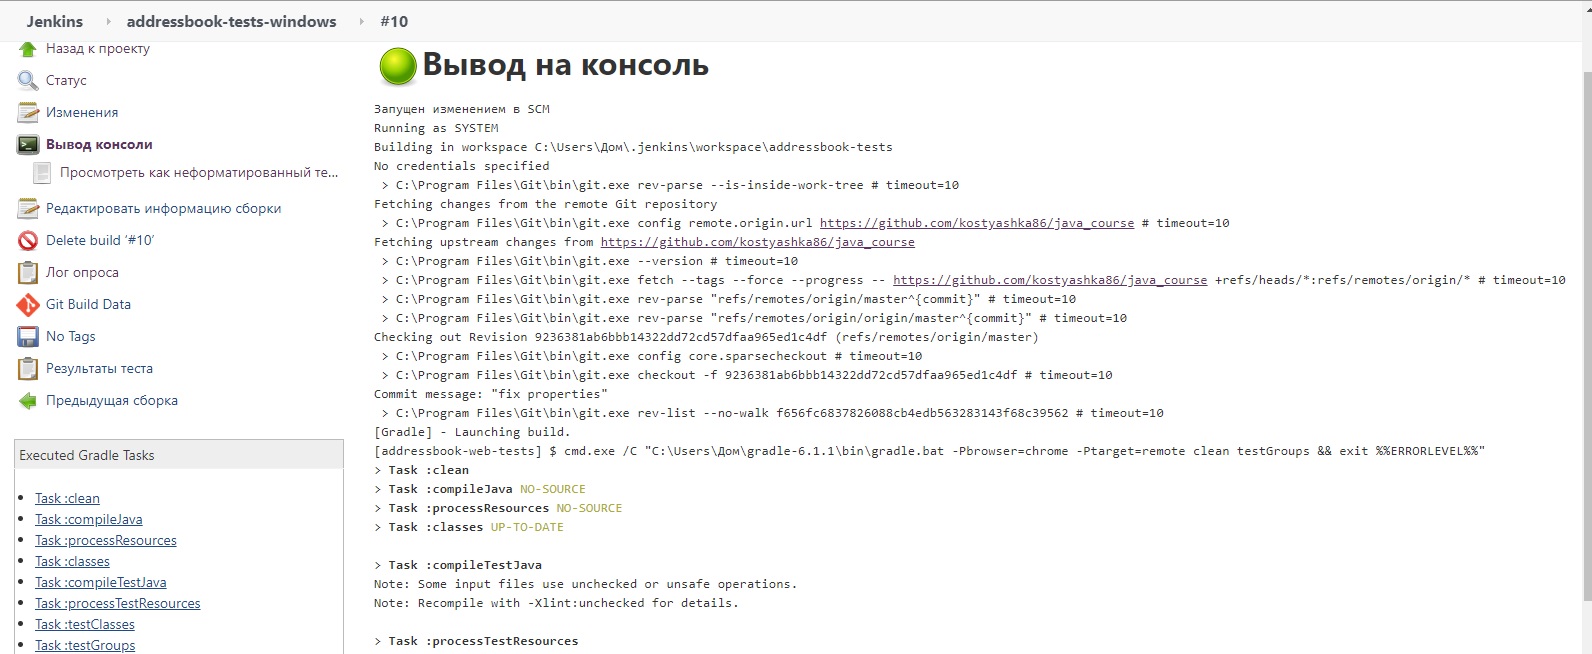 Jenkins addressbook-tests-windows #10
Назад к проекту
Статус
Изменения
Вывод консоли
Просмотреть как неформатированный те...
Редактировать информацию сборки
Delete build ‘#10’
Лог опроса
Git Build Data
No Tags
Результаты теста
Предыдущая сборка
Executed Gradle Tasks
Task :clean
Task :compileJava
Task :processResources
Task :classes
Task :compileTestJava
Task :processTestResources
Task :testClasses
Task :testGroups
Вывод на консоль
Запущен изменением в SCM
Running as SYSTEM
Building in workspace C:\Users\Дом\.jenkins\workspace\addressbook-tests
No credentials specified
> C:\Program Files\Git\bin\git.exe rev-parse --is-inside-work-tree # timeout=10
Fetching changes from the remote Git repository
> C:\Program Files\Git\bin\git.exe config remote.origin.url https://github.com/kostyashka86/java_course # timeout=10
Fetching upstream changes from https://github.com/kostyashka86/java_course
> C:\Program Files\Git\bin\git.exe --version # timeout=10
> C:\Program Files\Git\bin\git.exe fetch --tags --force --progress -- https://github.com/kostyashka86/java_course +refs/heads/*:refs/remotes/origin/* # timeout=10
> C:\Program Files\Git\bin\git.exe rev-parse "refs/remotes/origin/master^{commit}" # timeout=10
> C:\Program Files\Git\bin\git.exe rev-parse "refs/remotes/origin/origin/master^{commit}" # timeout=10
Checking out Revision 9236381ab6bbb14322dd72cd57dfaa965ed1c4df (refs/remotes/origin/master)
> C:\Program Files\Git\bin\git.exe config core.sparsecheckout # timeout=10
> C:\Program Files\Git\bin\git.exe checkout -f 9236381ab6bbb14322dd72cd57dfaa965ed1c4df # timeout=10
Commit message: "fix properties"
> C:\Program Files\Git\bin\git.exe rev-list --no-walk f656fc6837826088cb4edb563283143f68c39562 # timeout=10
[Gradle] - Launching build.
[addressbook-web-tests] $ cmd.exe /C "C:\Users\Дом\gradle-6.1.1\bin\gradle.bat -Pbrowser=chrome -Ptarget=remote clean testGroups && exit %%ERRORLEVEL%%"
> Task :clean
> Task :compileJava NO-SOURCE
> Task :processResources NO-SOURCE
> Task :classes UP-TO-DATE
> Task :compileTestJava
Note: Some input files use unchecked or unsafe operations.
Note: Recompile with -Xlint:unchecked for details.
> Task :processTestResources